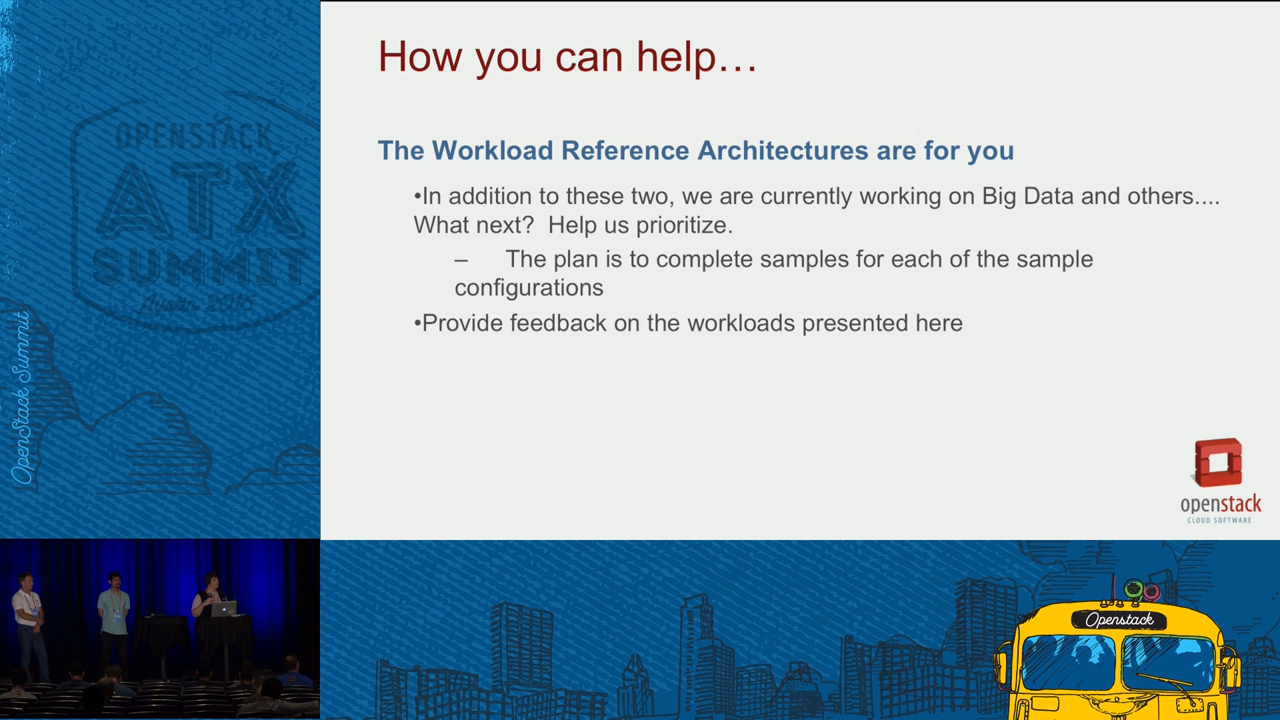 How you can help…
The Workload Reference Architectures are for you
•In addition to these two, we are currently working on Big Data and others....
What next?  Help us prioritize.
–      The plan is to complete samples for each of the sample
configurations
•Provide feedback on the workloads presented here
openstack
CLOUD SOFTWARE
OPENSTACK
ATX
SUMMIT
Austin 2016
OpenStack Summit
Openstack